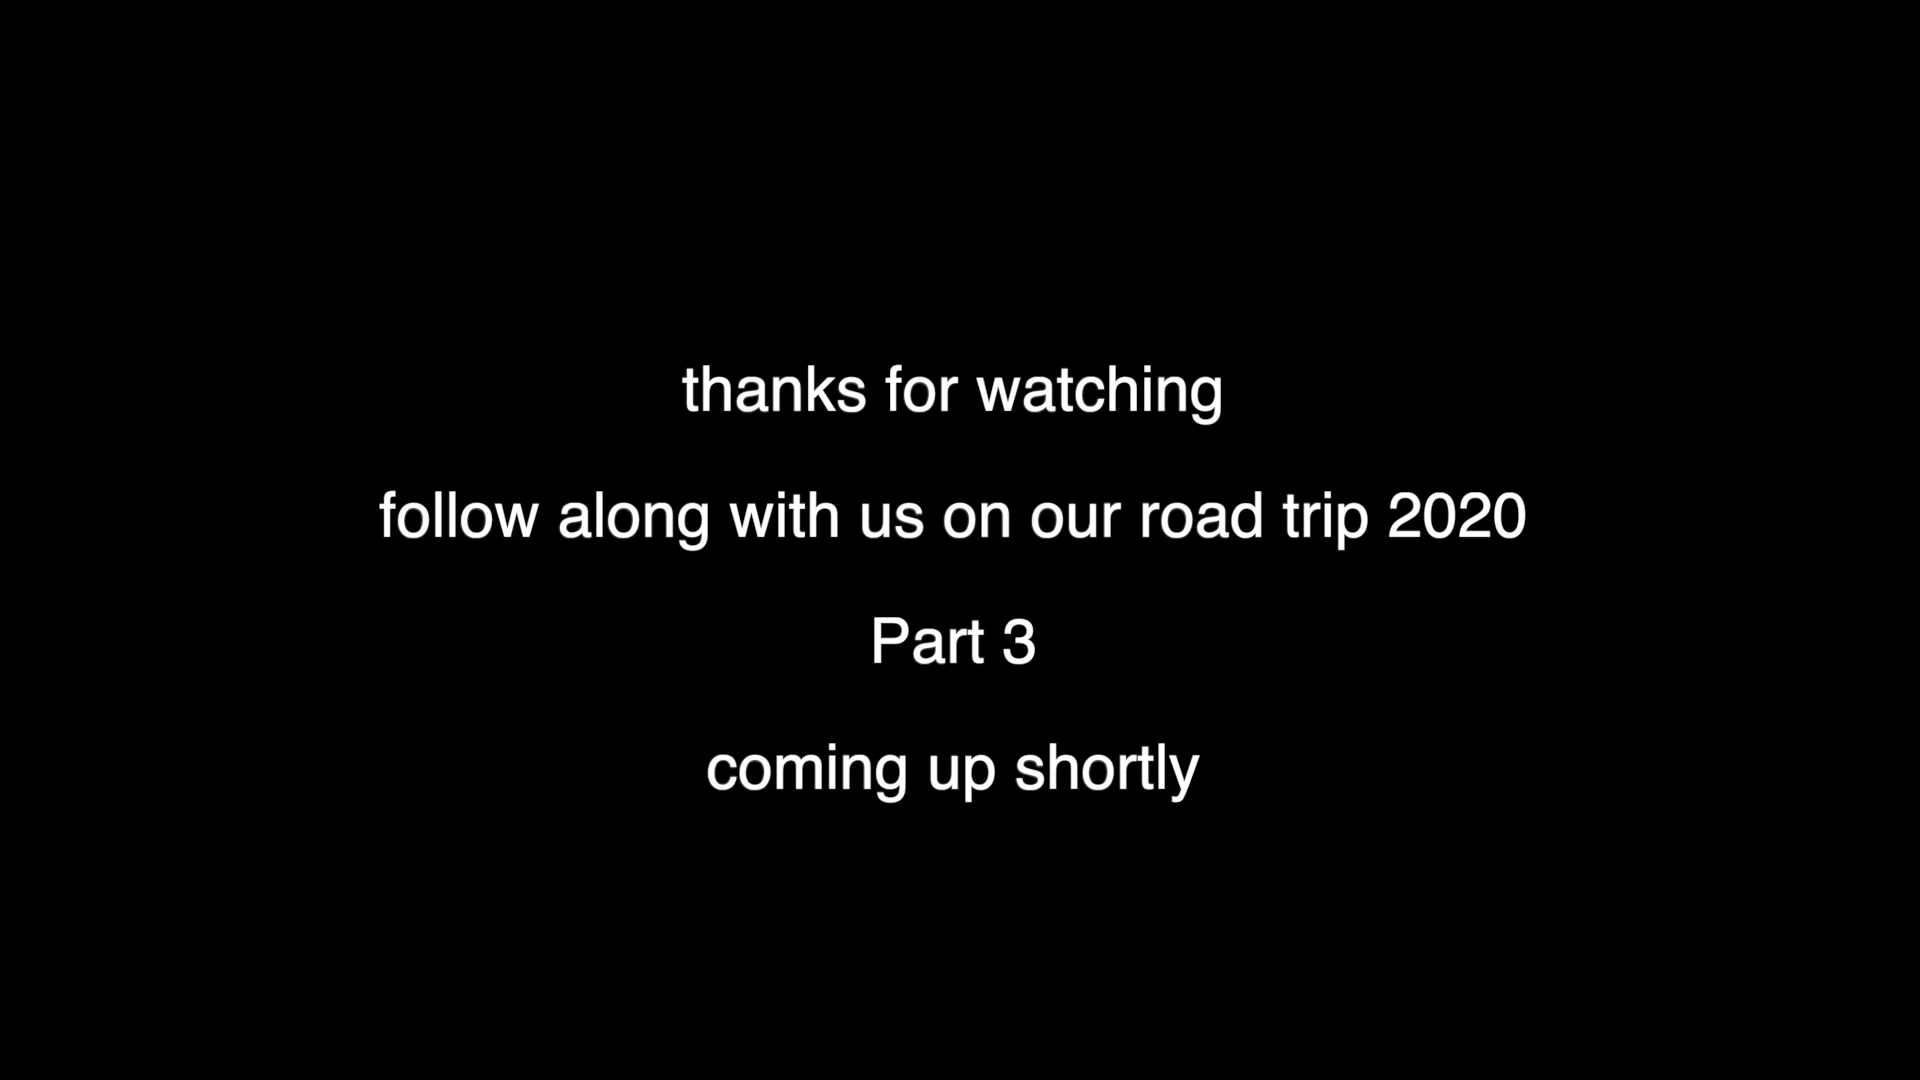 thanks for watching
follow along with us on our road trip 2020
Part 3
coming up shortly